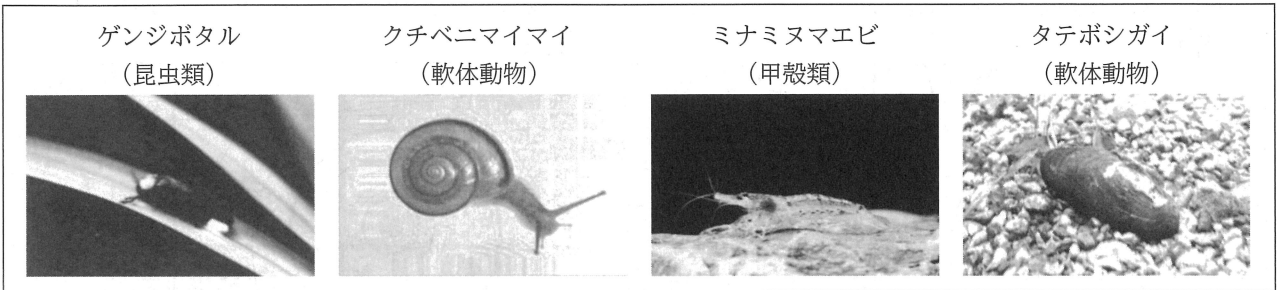 ゲンジボタル
(昆虫類)
クチベニマイマイ
(軟体動物)
ミナミヌマエビ
(甲殻類)
タテボシガイ
(軟体動物)